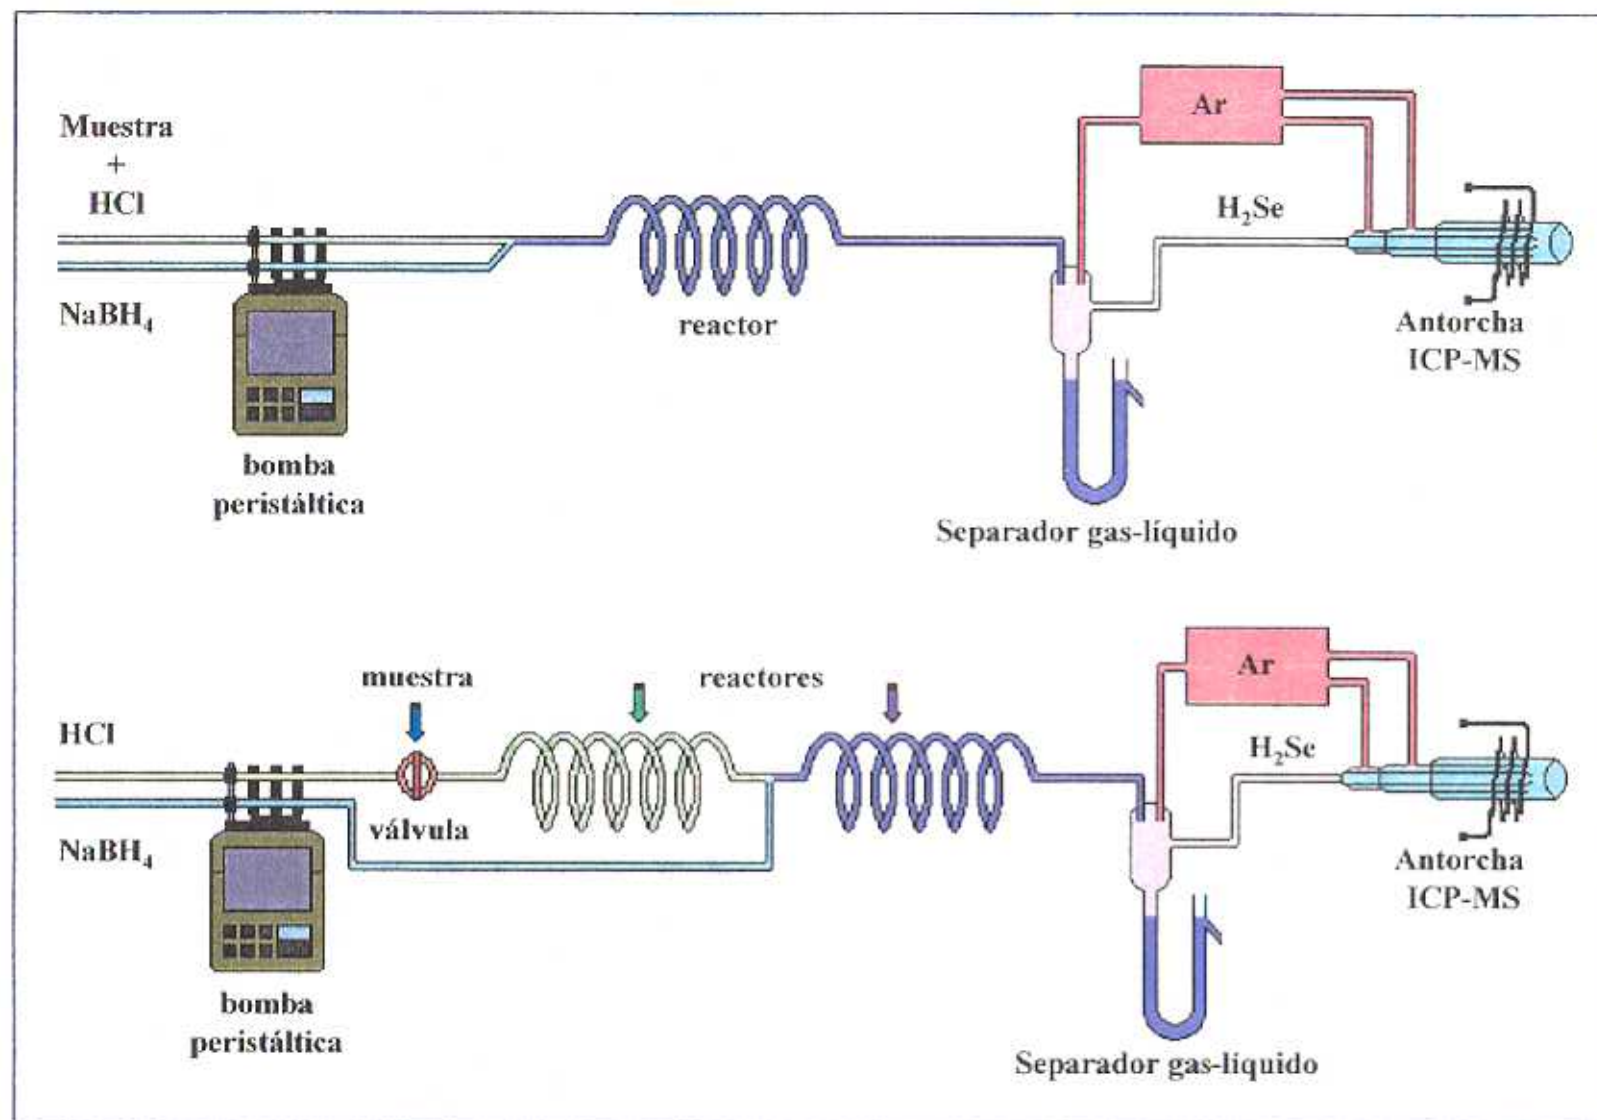 Muestra
+
HCl
NaBH₄
bomba
peristáltica
reactor
Ar
H₂Se
Antorcha
ICP-MS
Separador gas-líquido
muestra
reactores
HCl
NaBH₄
válvula
bomba
peristáltica
Ar
H₂Se
Antorcha
ICP-MS
Separador gas-líquido